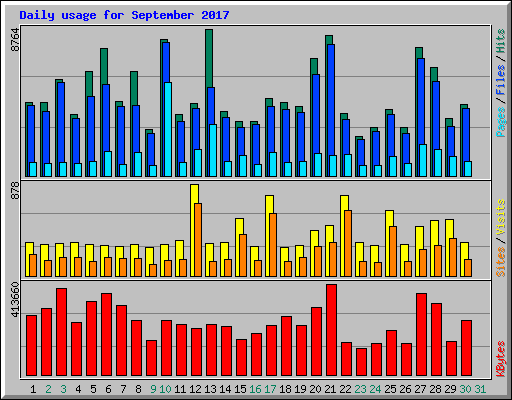 Daily usage for September 2017
8764
Pages / Files / Hits
878
Sites / Visits
413660
KBytes
1 2 3 4 5 6 7 8 9 10 11 12 13 14 15 16 17 18 19 20 21 22 23 24 25 26 27 28 29 30 31